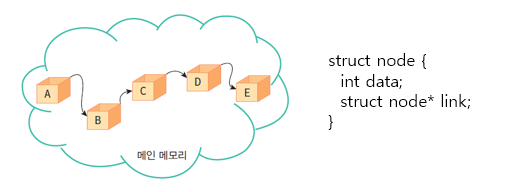 A
B
C
D
E
메인 메모리
struct node {
int data;
struct node* link;
}